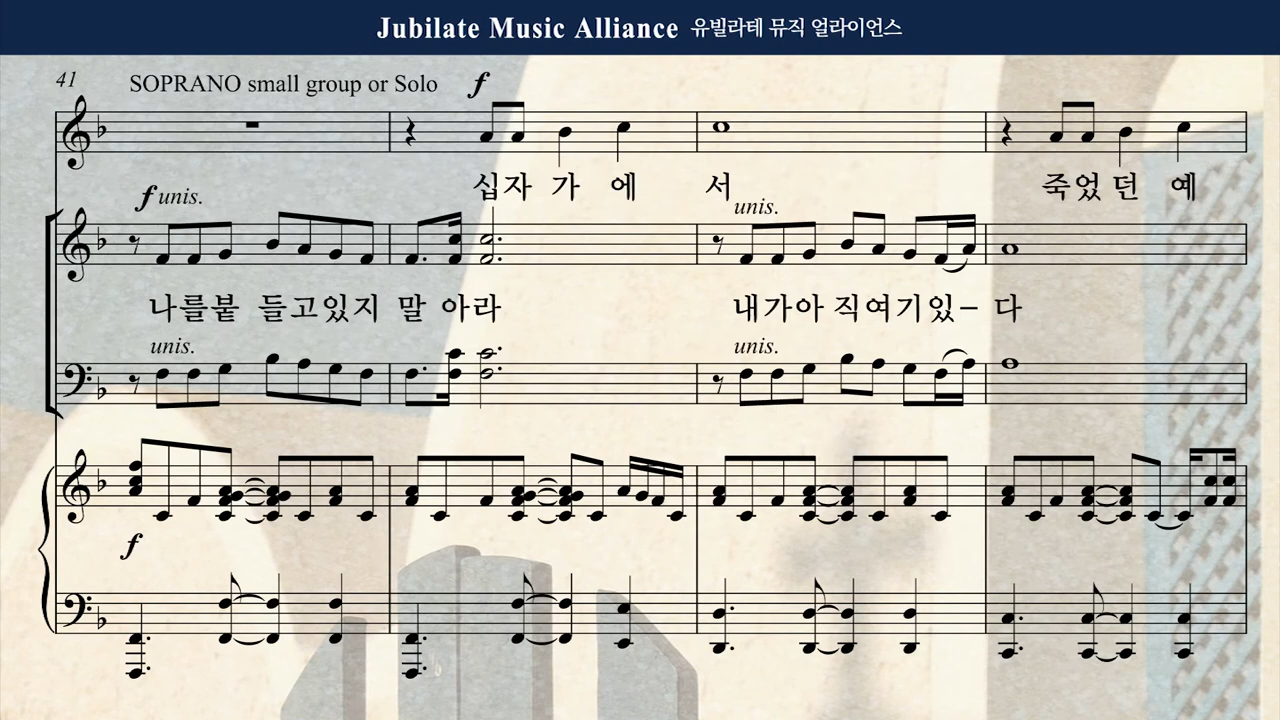 Jubilate Music Alliance 유빌라테 뮤직 얼라이언스
41 SOPRANO small group or Solo f
십자 가 에 서 죽었 던 예
f unis. unis.
나를붙 들고있지 말 아라 내가아 직여기있– 다
unis. unis.
f